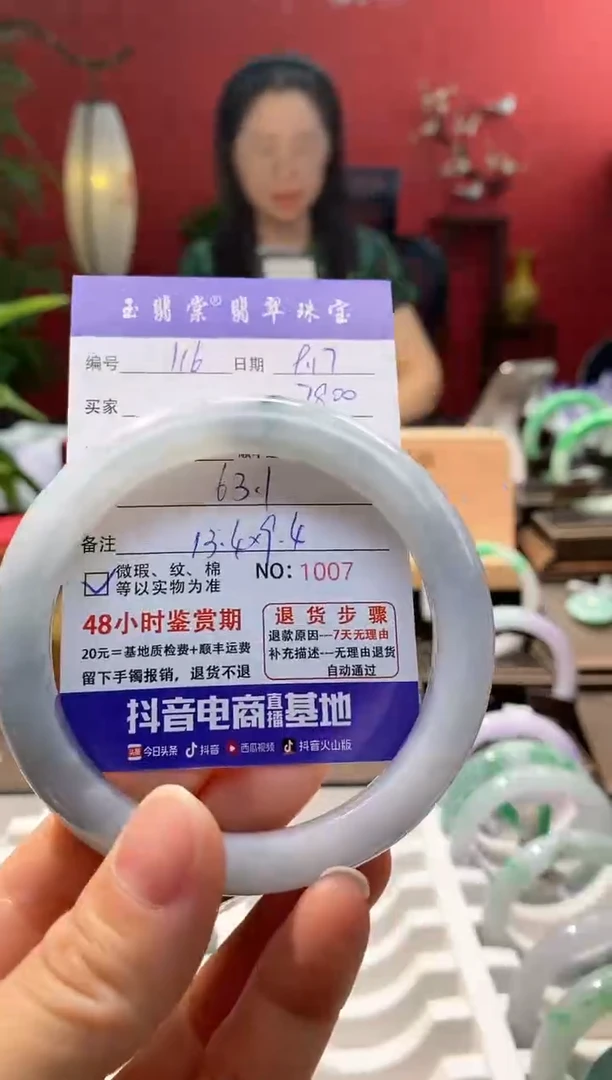 玉翡棠®翡翠珠宝
编号 116 日期 9.17
买家 7800
63.1
备注 13.4x9.4
微瑕、纹、棉 NO: 1007
等以实物为准
48小时鉴赏期
20元=基地质检费+顺丰运费
留下手镯报销，退货不退
退货步骤
退款原因---7天无理由
补充描述---无理由退货
自动通过
抖音电商直播基地
头条 今日头条 抖音 西瓜视频 抖音火山版